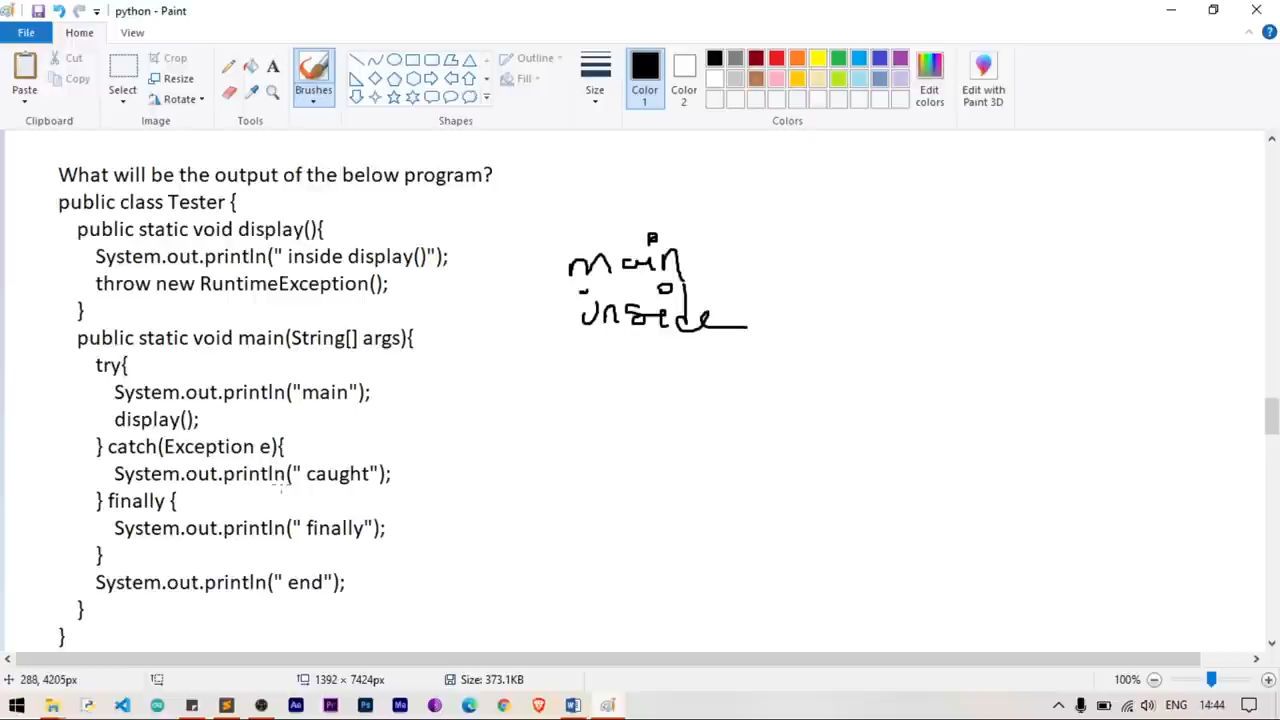 python - Paint
File Home View
Paste
Cut
Copy
Clipboard
Select
Crop
Resize
Rotate
Image
A
Tools
Brushes
Outline
Fill
Shapes
Size
Color 1
Color 2
Edit colors
Colors
Edit with Paint 3D
What will be the output of the below program?
public class Tester {
public static void display(){
System.out.println(" inside display()");
throw new RuntimeException();
}
public static void main(String[] args){
try{
System.out.println("main");
display();
} catch(Exception e){
System.out.println(" caught");
} finally {
System.out.println(" finally");
}
System.out.println(" end");
}
}
main
inside
288, 4205px
1392 × 7424px
Size: 373.1KB
100%
Ae Pr Ps Me
ENG 14:44